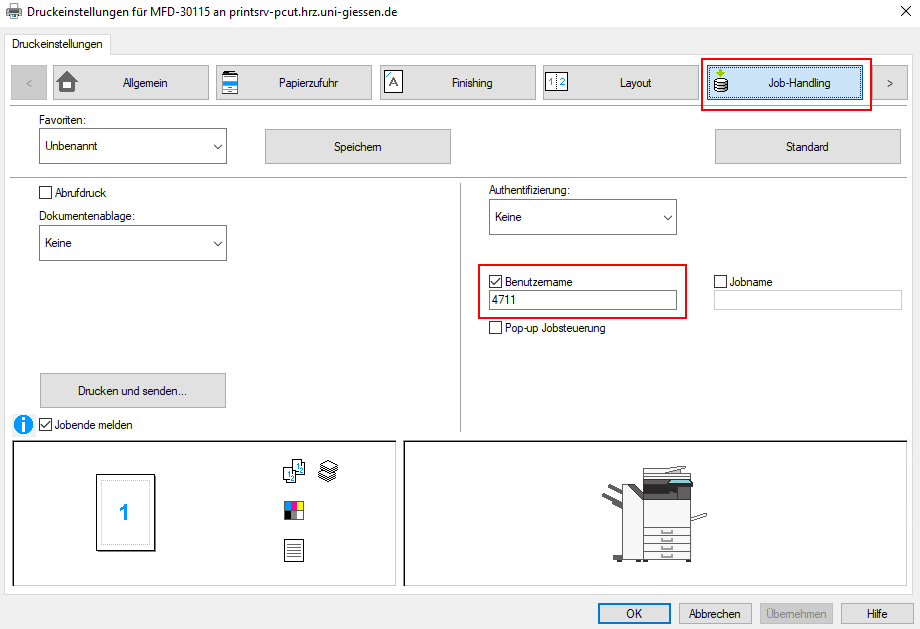 Druckeinstellungen für MFD-30115 an printsrv-pcut.hrz.uni-giessen.de
Druckeinstellungen
< Allgemein Papierzufuhr A Finishing 1 2 Layout Job-Handling >
Favoriten:
Unbenannt Speichern Standard
Abrufdruck
Dokumentenablage:
Keine
Authentifizierung:
Keine
Benutzername Jobname
4711
Pop-up Jobsteuerung
Drucken und senden...
Jobende melden
1
OK Abbrechen Übernehmen Hilfe